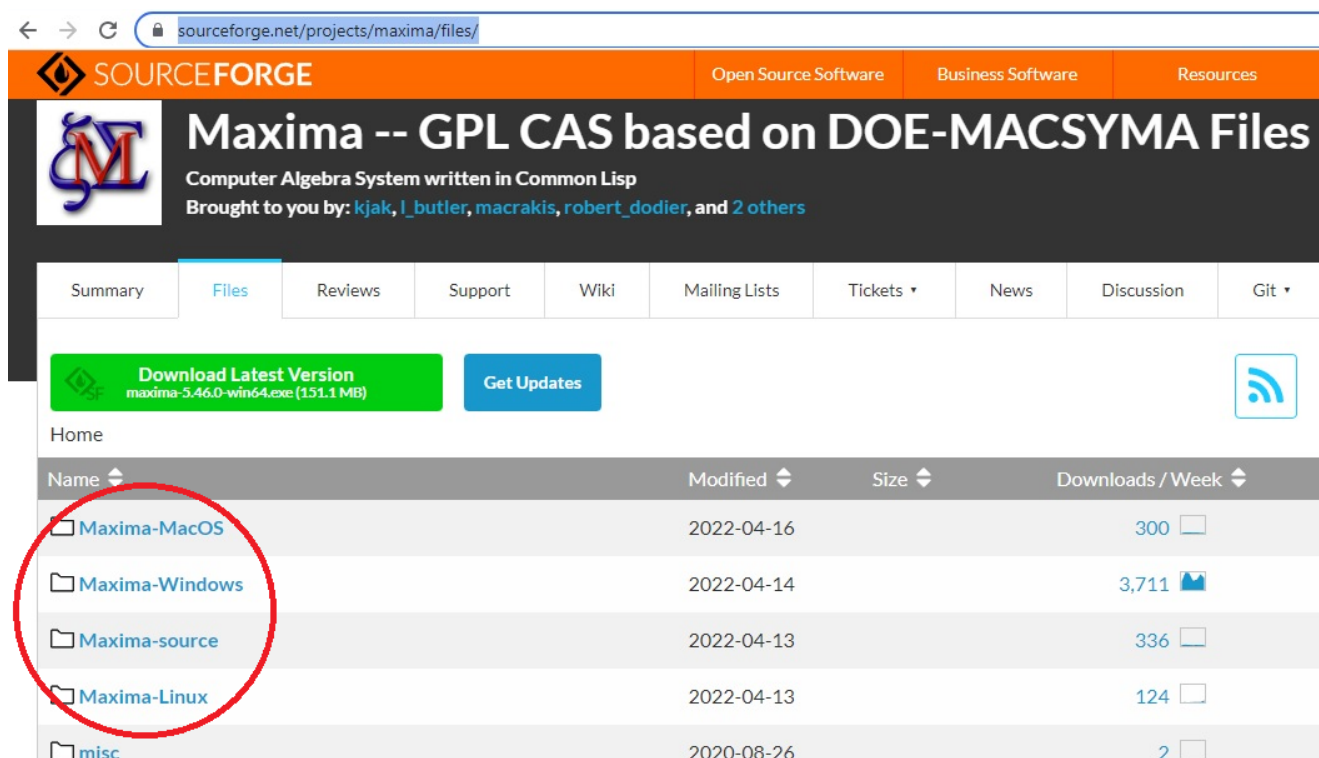 sourceforge.net/projects/maxima/files/
SOURCEFORGE Open Source Software Business Software Resources
Maxima -- GPL CAS based on DOE-MACSYMA Files
Computer Algebra System written in Common Lisp
Brought to you by: kjak, l_butler, macrakis, robert_dodier, and 2 others
Summary Files Reviews Support Wiki Mailing Lists Tickets News Discussion Git
Download Latest Version
maxima-5.46.0-win64.exe (151.1 MB)
Get Updates
Home
Name Modified Size Downloads / Week
Maxima-MacOS 2022-04-16 300
Maxima-Windows 2022-04-14 3,711
Maxima-source 2022-04-13 336
Maxima-Linux 2022-04-13 124
misc 2020-08-26 2